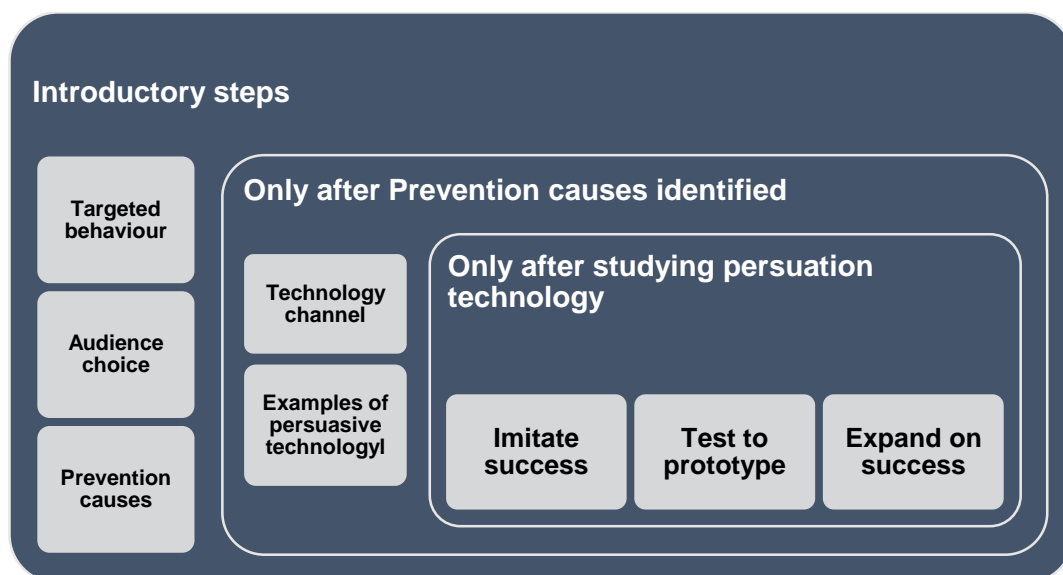 Introductory steps
Targeted
behaviour
Audience
choice
Prevention
causes
Only after Prevention causes identified
Technology
channel
Examples of
persuasive
technologyl
Only after studying persuation
technology
Imitate
success
Test to
prototype
Expand on
success